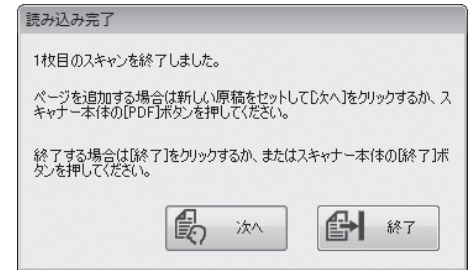 読み込み完了
1枚目のスキャンを終了しました。
ページを追加する場合は新しい原稿をセットして[次へ]をクリックするか、ス
キャナー本体の[PDF]ボタンを押してください。
終了する場合は[終了]をクリックするか、またはスキャナー本体の[終了]ボ
タンを押してください。
次へ
終了